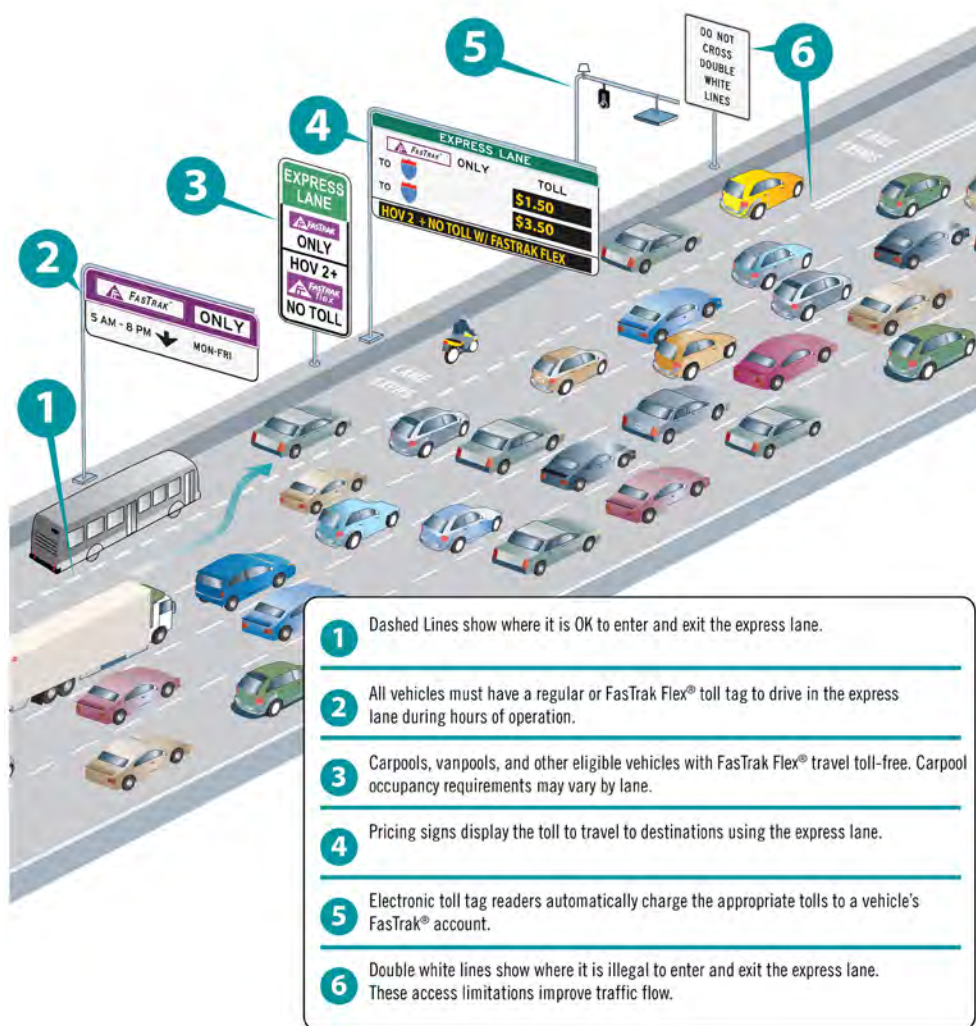 6
DO NOT
CROSS
DOUBLE
WHITE
LINES
5
4
EXPRESS LANE
FASTRAK™ ONLY
TOLL
TO
$1.50
TO
$3.50
HOV 2 + NO TOLL W/ FASTRAK FLEX
LANE
ENDS
3
EXPRESS
LANE
FASTRAK
ONLY
HOV 2+
FASTRAK
flex
NO TOLL
2
FASTRAK™ ONLY
5 AM - 8 PM
MON-FRI
LANE
ENDS
1
1 Dashed Lines show where it is OK to enter and exit the express lane.
2 All vehicles must have a regular or FasTrak Flex® toll tag to drive in the express
lane during hours of operation.
3 Carpools, vanpools, and other eligible vehicles with FasTrak Flex® travel toll-free. Carpool
occupancy requirements may vary by lane.
4 Pricing signs display the toll to travel to destinations using the express lane.
5 Electronic toll tag readers automatically charge the appropriate tolls to a vehicle's
FasTrak® account.
6 Double white lines show where it is illegal to enter and exit the express lane.
These access limitations improve traffic flow.